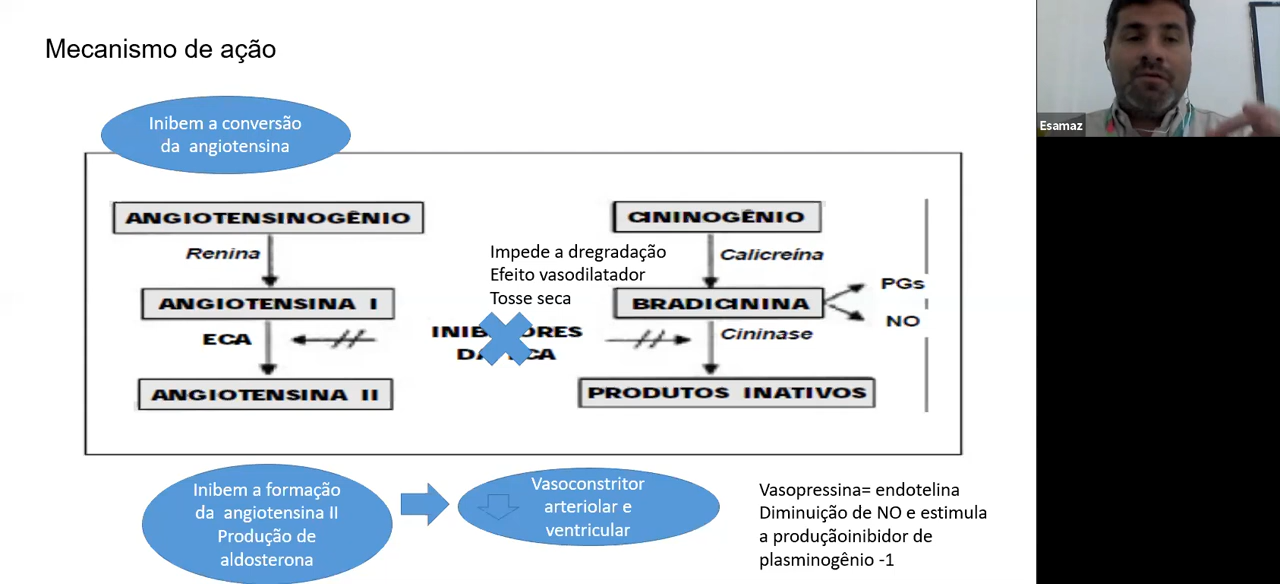 Mecanismo de ação
Esamaz
Inibem a conversão
da angiotensina
ANGIOTENSINOGÊNIO
Renina
ANGIOTENSINA I
ECA
ANGIOTENSINA II
Impede a dregradação
Efeito vasodilatador
Tosse seca
CININOGÊNIO
Calicreína
BRADICININA
PGs
NO
Cininase
PRODUTOS INATIVOS
Inibem a formação
da angiotensina II
Produção de
aldosterona
Vasoconstritor
arteriolar e
ventricular
Vasopressina= endotelina
Diminuição de NO e estimula
a produçãoinibidor de
plasminogênio -1